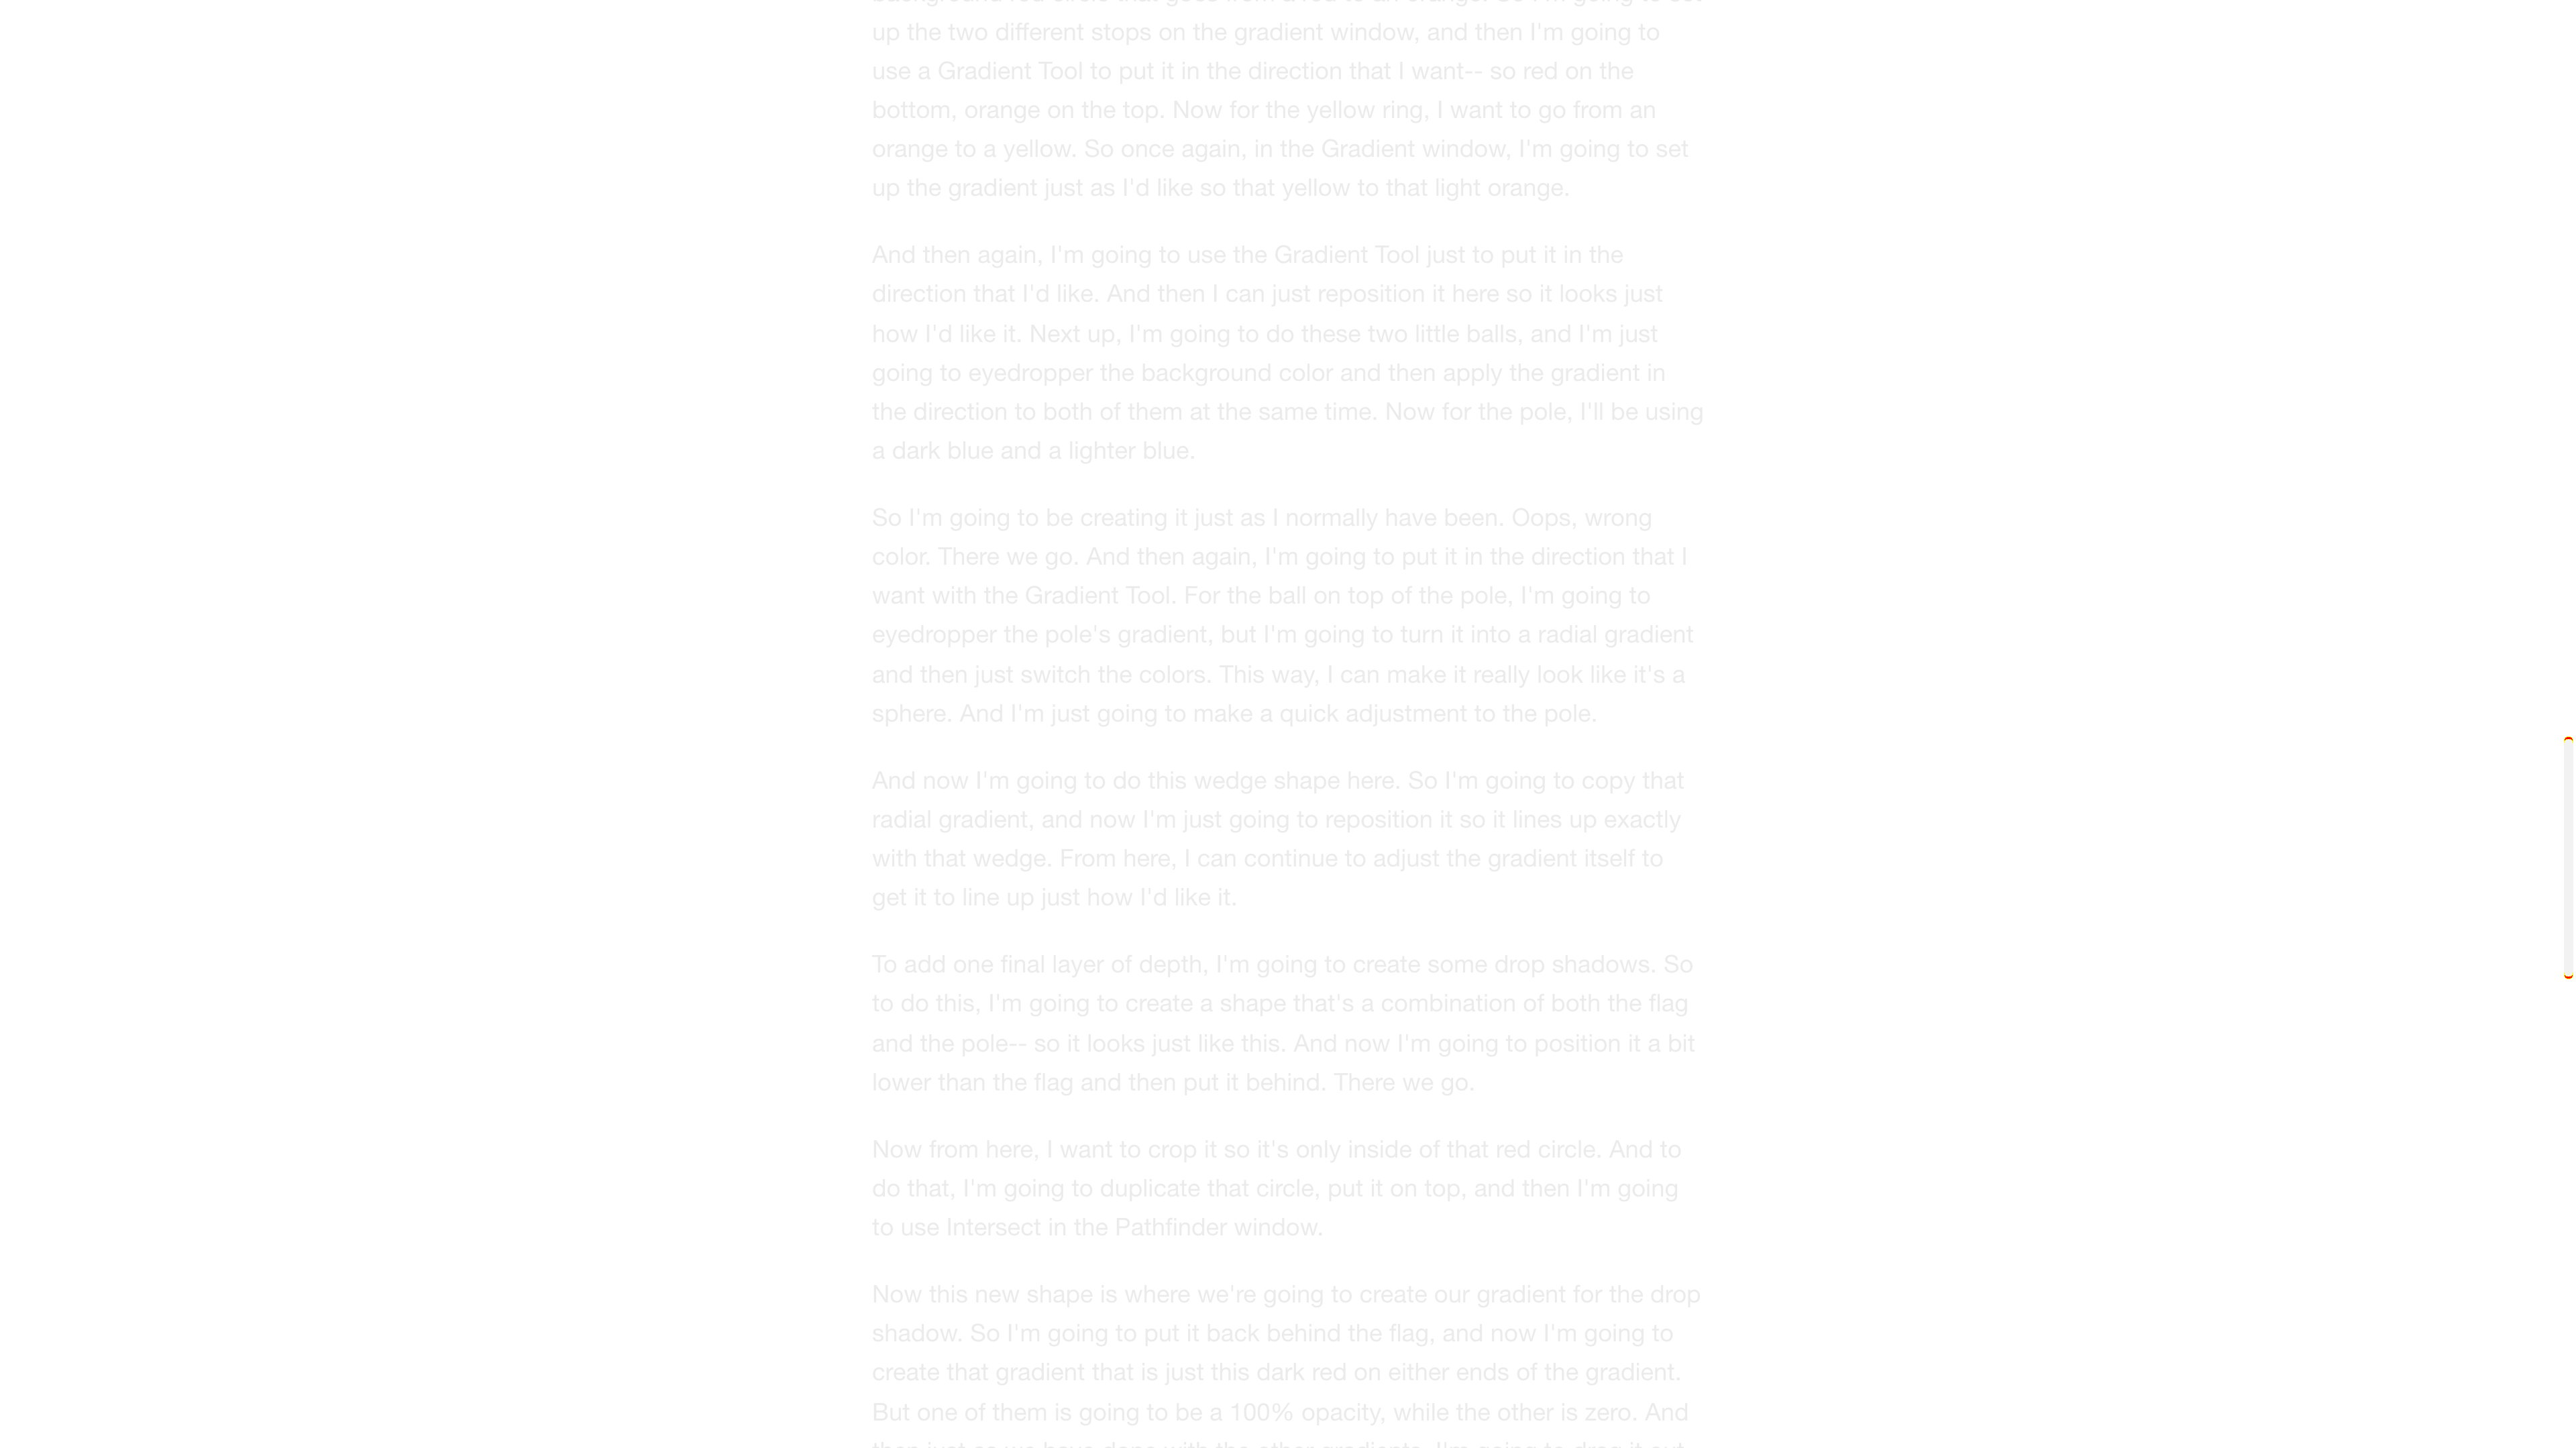 up the two different stops on the gradient window, and then I'm going to
use a Gradient Tool to put it in the direction that I want-- so red on the
bottom, orange on the top. Now for the yellow ring, I want to go from an
orange to a yellow. So once again, in the Gradient window, I'm going to set
up the gradient just as I'd like so that yellow to that light orange.
And then again, I'm going to use the Gradient Tool just to put it in the
direction that I'd like. And then I can just reposition it here so it looks just
how I'd like it. Next up, I'm going to do these two little balls, and I'm just
going to eyedropper the background color and then apply the gradient in
the direction to both of them at the same time. Now for the pole, I'll be using
a dark blue and a lighter blue.
So I'm going to be creating it just as I normally have been. Oops, wrong
color. There we go. And then again, I'm going to put it in the direction that I
want with the Gradient Tool. For the ball on top of the pole, I'm going to
eyedropper the pole's gradient, but I'm going to turn it into a radial gradient
and then just switch the colors. This way, I can make it really look like it's a
sphere. And I'm just going to make a quick adjustment to the pole.
And now I'm going to do this wedge shape here. So I'm going to copy that
radial gradient, and now I'm just going to reposition it so it lines up exactly
with that wedge. From here, I can continue to adjust the gradient itself to
get it to line up just how I'd like it.
To add one final layer of depth, I'm going to create some drop shadows. So
to do this, I'm going to create a shape that's a combination of both the flag
and the pole-- so it looks just like this. And now I'm going to position it a bit
lower than the flag and then put it behind. There we go.
Now from here, I want to crop it so it's only inside of that red circle. And to
do that, I'm going to duplicate that circle, put it on top, and then I'm going
to use Intersect in the Pathfinder window.
Now this new shape is where we're going to create our gradient for the drop
shadow. So I'm going to put it back behind the flag, and now I'm going to
create that gradient that is just this dark red on either ends of the gradient.
But one of them is going to be a 100% opacity, while the other is zero. And